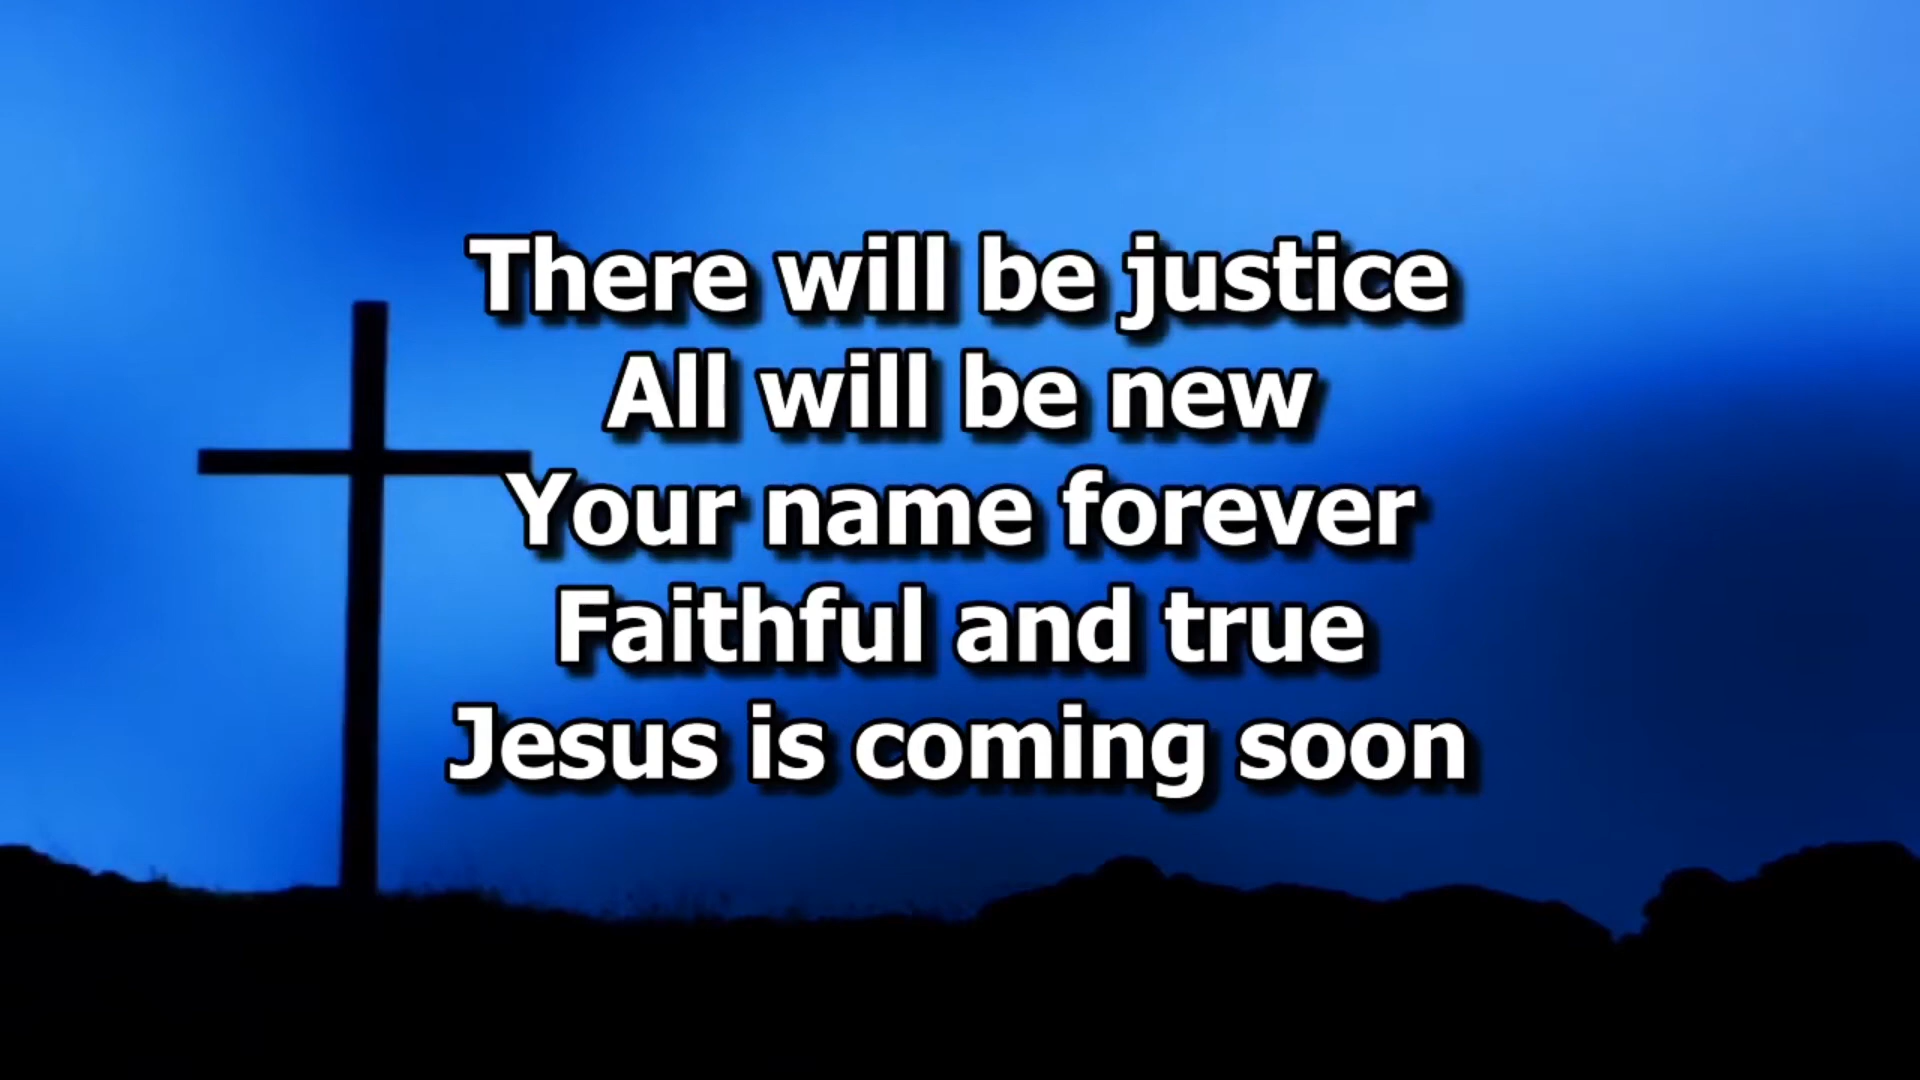 There will be justice
All will be new
Your name forever
Faithful and true
Jesus is coming soon